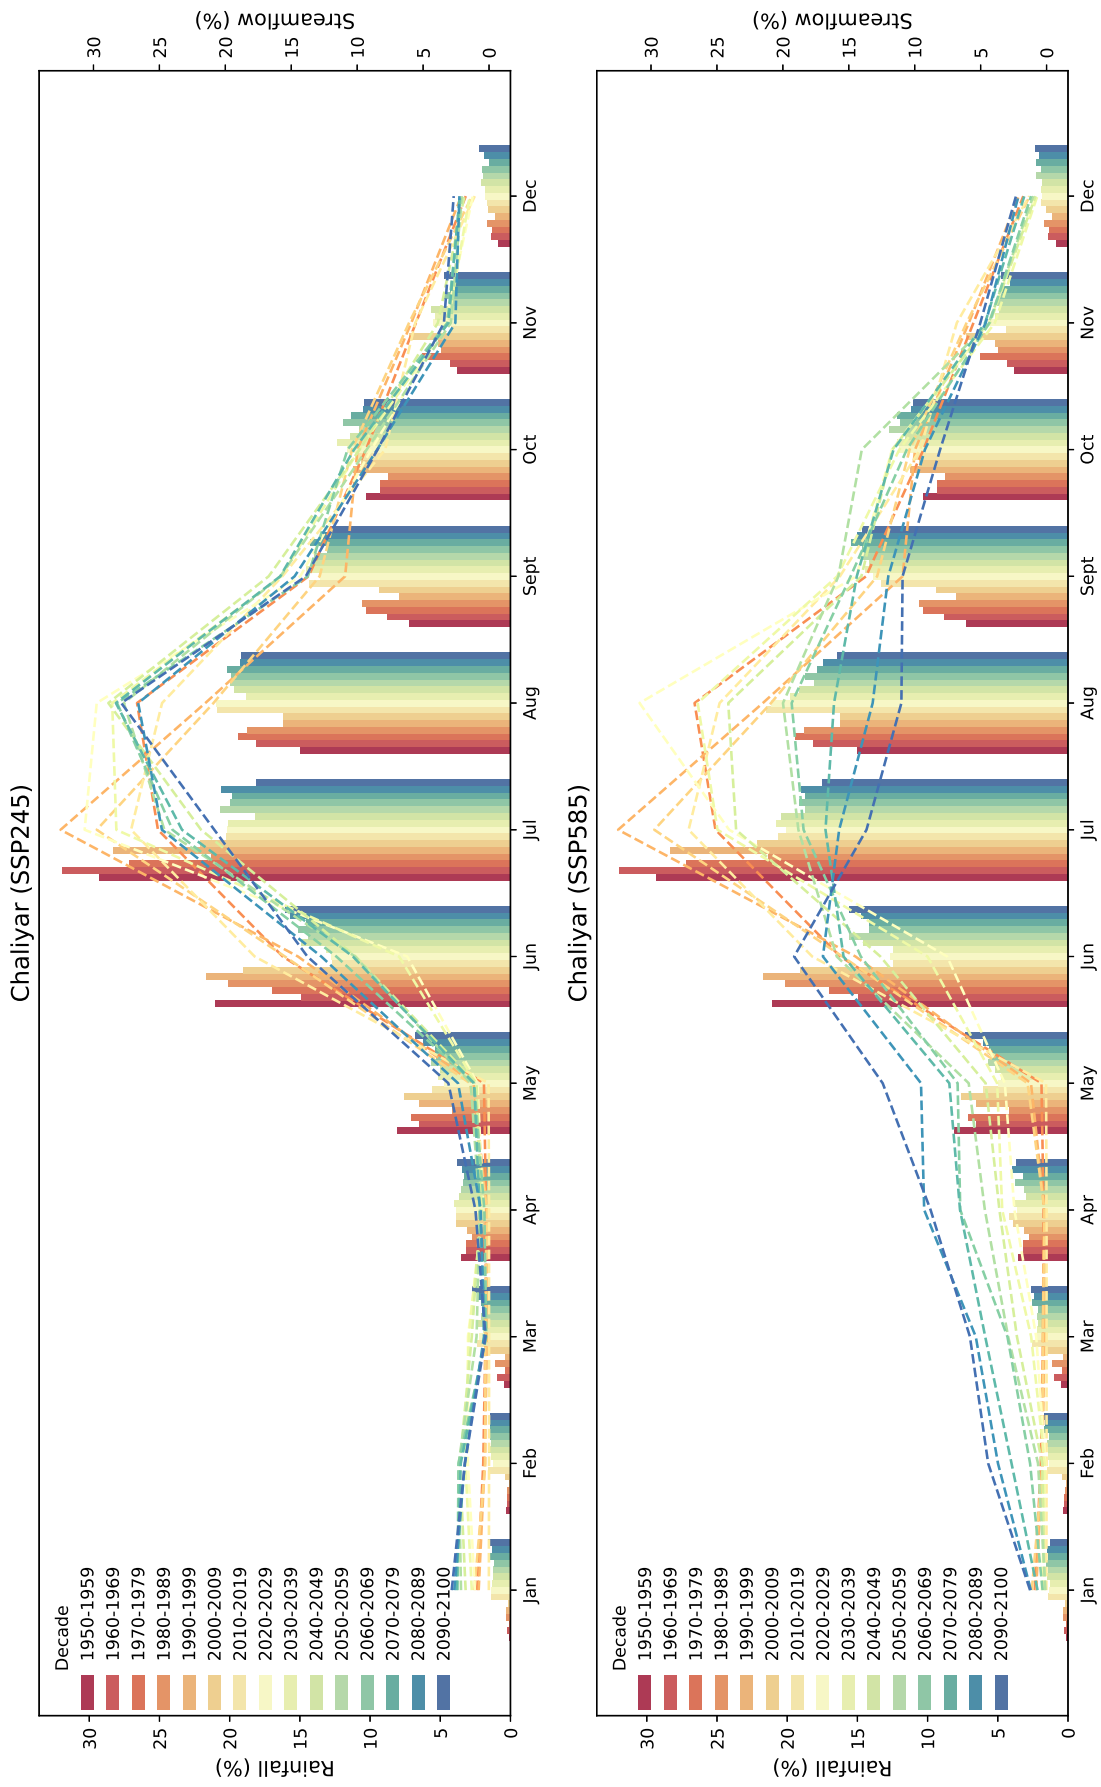 Chaliyar (SSP245)
Rainfall (%)
30
25
20
15
10
5
0
Decade
1950-1959
1960-1969
1970-1979
1980-1989
1990-1999
2000-2009
2010-2019
2020-2029
2030-2039
2040-2049
2050-2059
2060-2069
2070-2079
2080-2089
2090-2100
Jan
Feb
Mar
Apr
May
Jun
Jul
Aug
Sept
Oct
Nov
Dec
30
25
20
15
10
5
0
Streamflow (%)
Chaliyar (SSP585)
Rainfall (%)
30
25
20
15
10
5
0
Decade
1950-1959
1960-1969
1970-1979
1980-1989
1990-1999
2000-2009
2010-2019
2020-2029
2030-2039
2040-2049
2050-2059
2060-2069
2070-2079
2080-2089
2090-2100
Jan
Feb
Mar
Apr
May
Jun
Jul
Aug
Sept
Oct
Nov
Dec
30
25
20
15
10
5
0
Streamflow (%)